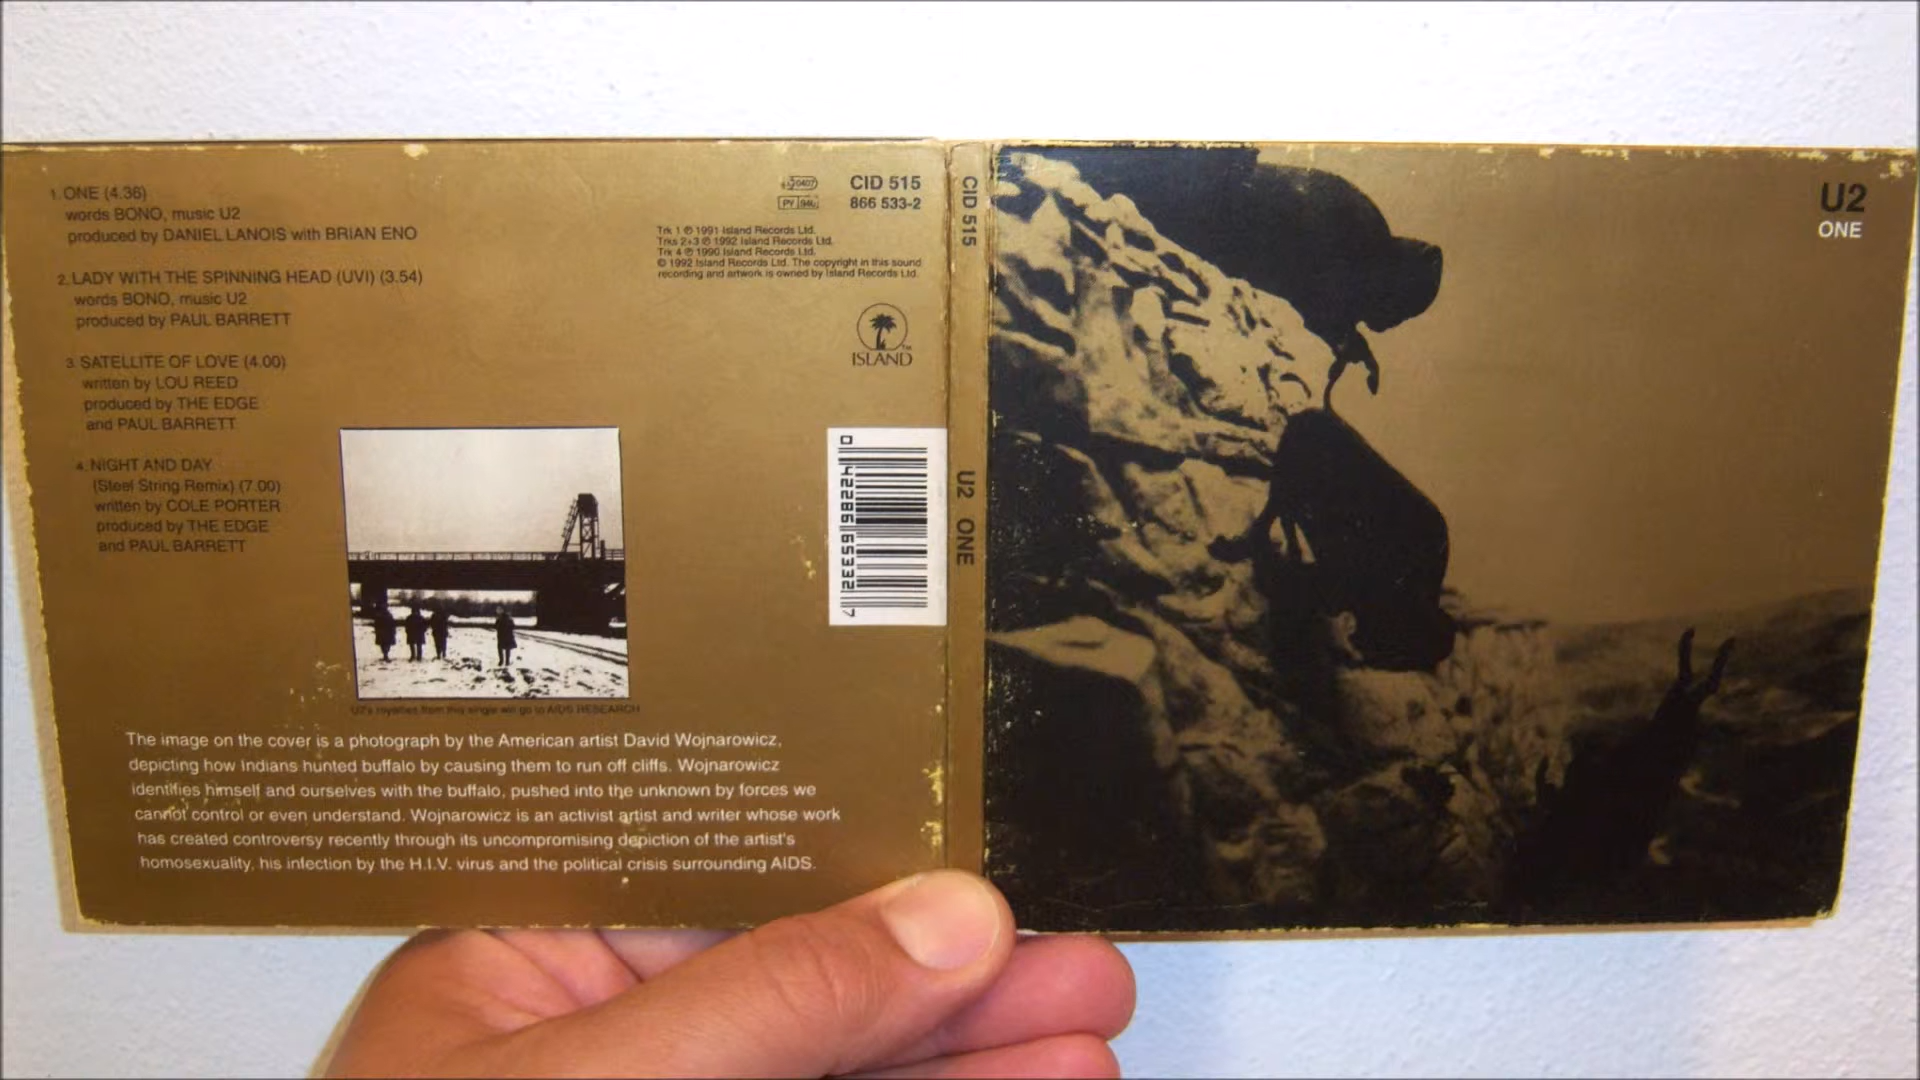 1. ONE (4.36)
words BONO, music U2
produced by DANIEL LANOIS with BRIAN ENO
2. LADY WITH THE SPINNING HEAD (UVI) (3.54)
words BONO, music U2
produced by PAUL BARRETT
3. SATELLITE OF LOVE (4.00)
written by LOU REED
produced by THE EDGE
and PAUL BARRETT
4. NIGHT AND DAY
(Steel String Remix) (7.00)
written by COLE PORTER
produced by THE EDGE
and PAUL BARRETT
CID 515
PY 866 533-2
Trk 1 ℗ 1991 Island Records Ltd.
Trks 2+3 ℗ 1992 Island Records Ltd.
Trk 4 ℗ 1990 Island Records Ltd.
© 1992 Island Records Ltd. The copyright in this sound
recording and artwork is owned by Island Records Ltd.
ISLAND
0 42286 65332 7
U2's royalties from this single will go to AIDS RESEARCH
The image on the cover is a photograph by the American artist David Wojnarowicz,
depicting how Indians hunted buffalo by causing them to run off cliffs. Wojnarowicz
identifies himself and ourselves with the buffalo, pushed into the unknown by forces we
cannot control or even understand. Wojnarowicz is an activist artist and writer whose work
has created controversy recently through its uncompromising depiction of the artist's
homosexuality, his infection by the H.I.V. virus and the political crisis surrounding AIDS.
CID 515
U2 ONE
U2
ONE